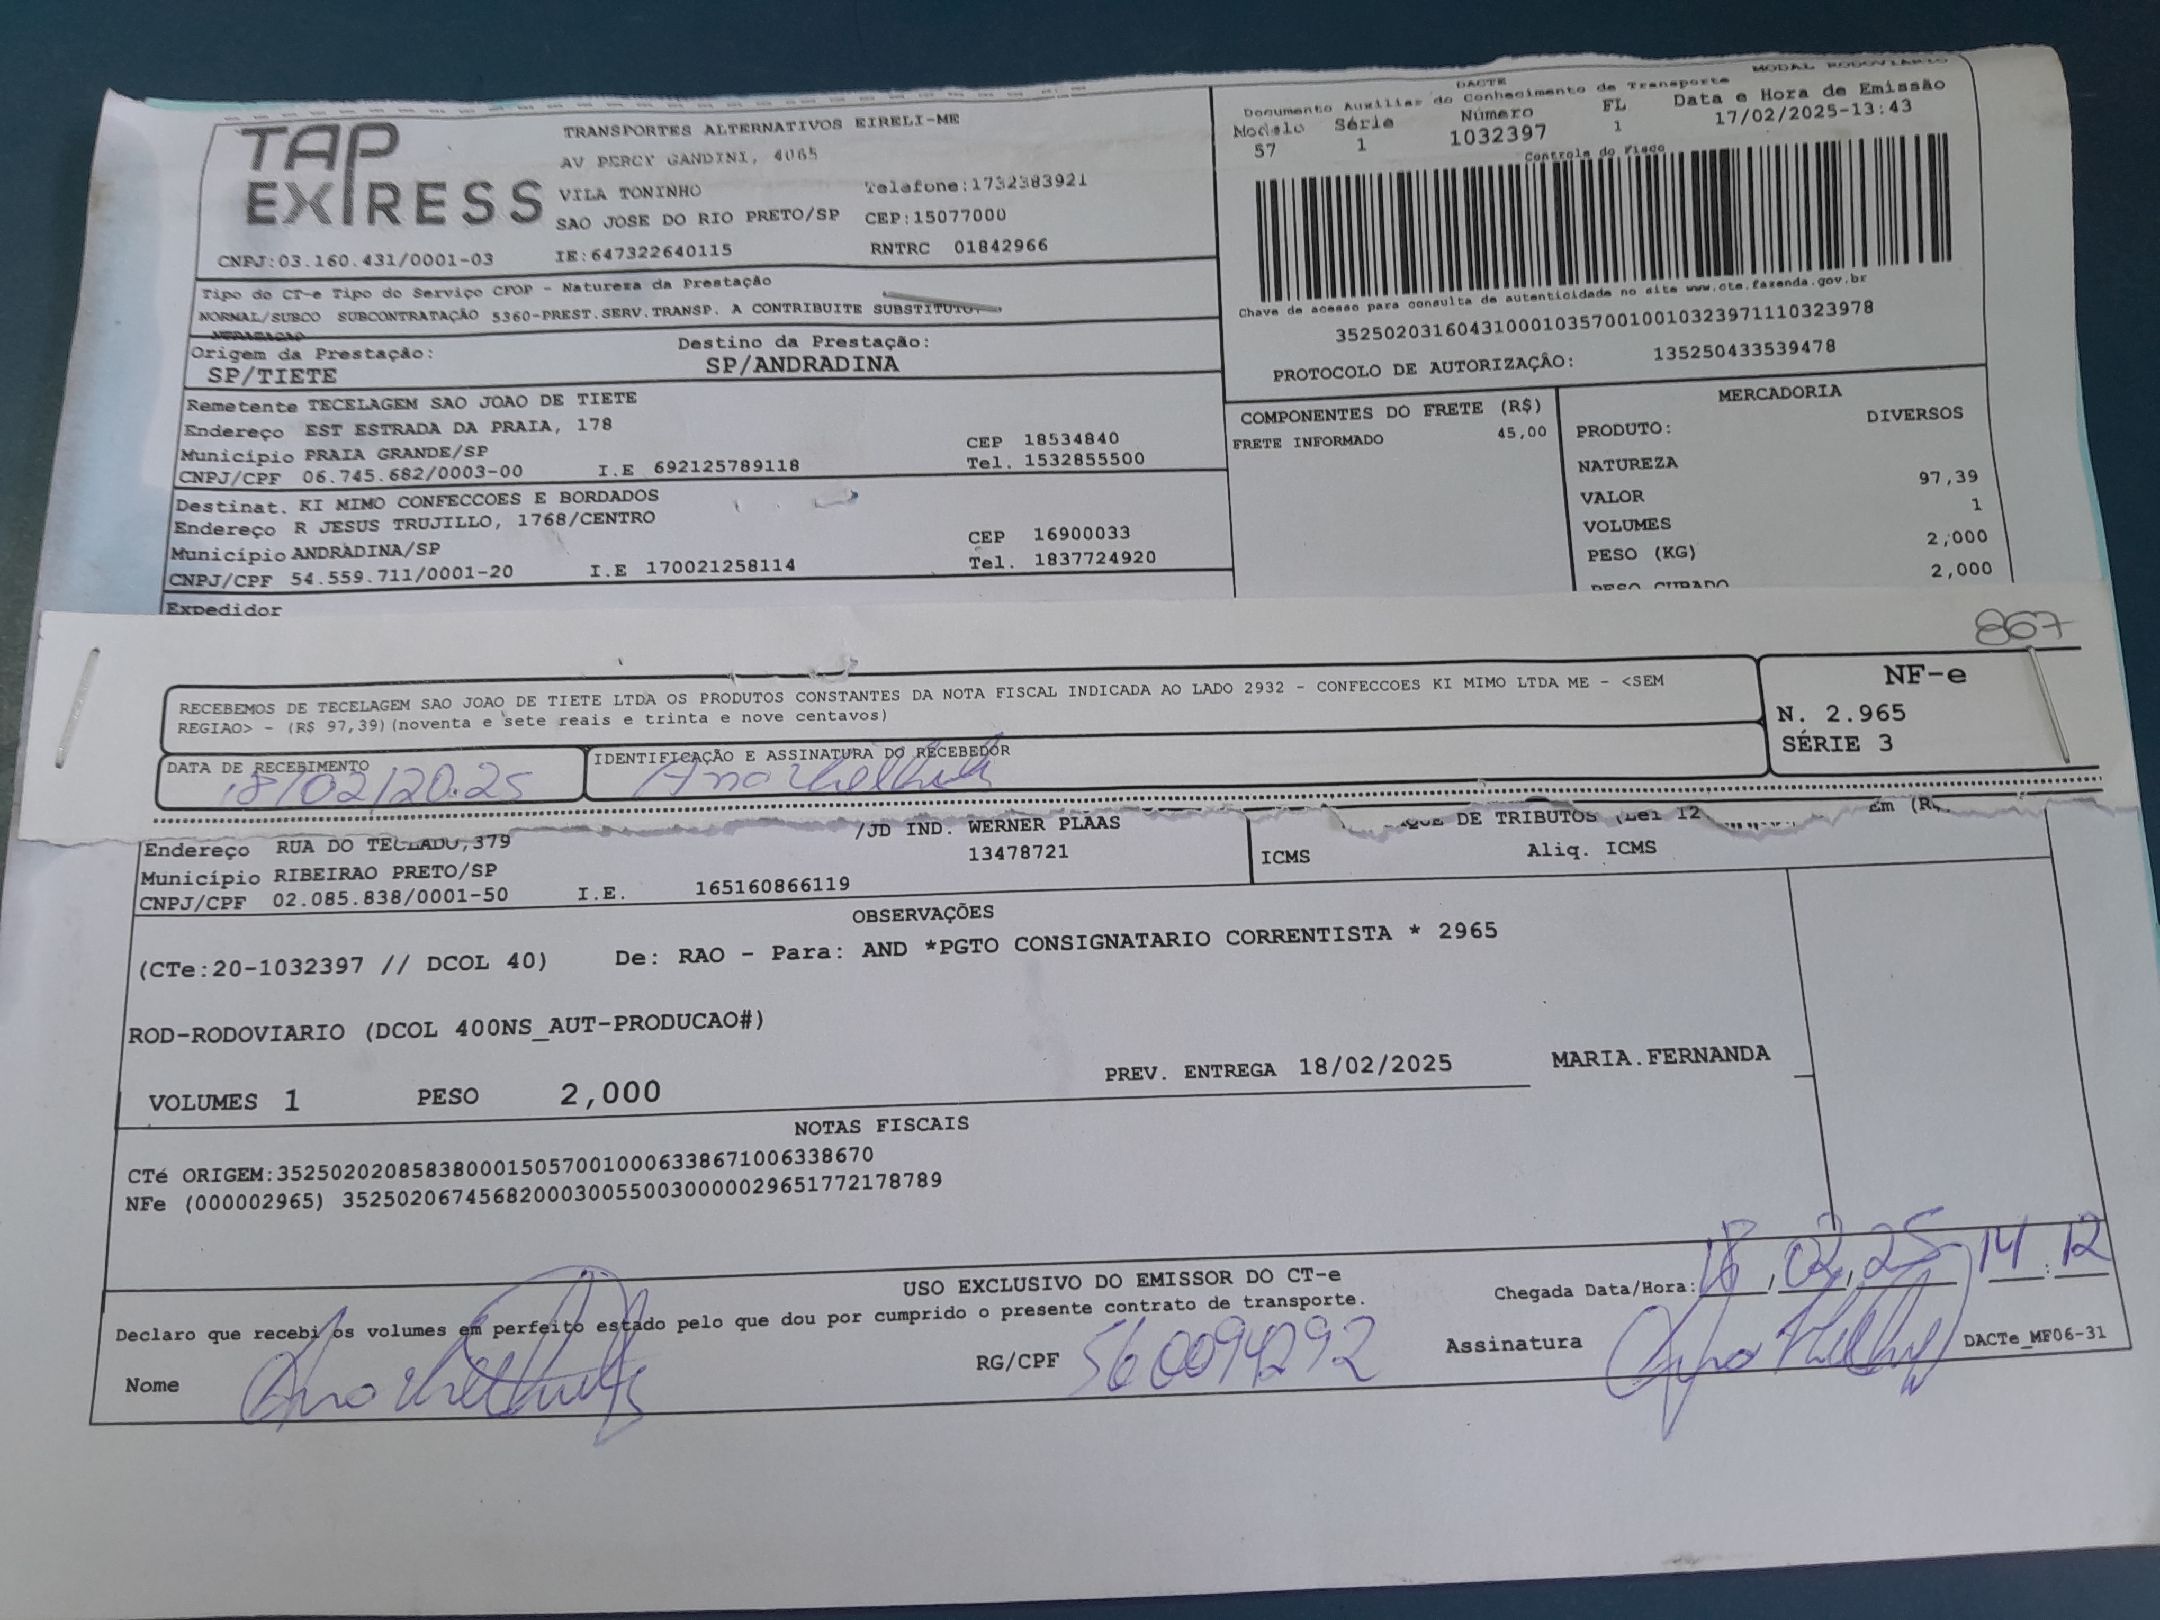 MODAL RODOVIARIO
DACTE
Documento Auxiliar do Conhecimento de Transporte
Modelo Série Número FL Data e Hora de Emissão
57 1 1032397 1 17/02/2025-13:43
Controle do Fisco
TAP EXPRESS
TRANSPORTES ALTERNATIVOS EIRELI-ME
AV PERCY GANDINI, 4065
VILA TONINHO Telefone:1732383921
SAO JOSE DO RIO PRETO/SP CEP:15077000
CNPJ:03.160.431/0001-03 IE:647322640115 RNTRC 01842966
Tipo do CT-e Tipo do Serviço CFOP - Natureza da Prestação
NORMAL/SUBCO SUBCONTRATAÇÃO 5360-PREST.SERV.TRANSP. A CONTRIBUITE SUBSTITUTO.
Chave de acesso para consulta de autenticidade no site www.cte.fazenda.gov.br
35250203160431000103570010010323971110323978
PROTOCOLO DE AUTORIZAÇÃO: 135250433539478
Origem da Prestação: Destino da Prestação:
SP/TIETE SP/ANDRADINA
Remetente TECELAGEM SAO JOAO DE TIETE
Endereço EST ESTRADA DA PRAIA, 178
Município PRAIA GRANDE/SP CEP 18534840
CNPJ/CPF 06.745.682/0003-00 I.E 692125789118 Tel. 1532855500
Destinat. KI MIMO CONFECCOES E BORDADOS
Endereço R JESUS TRUJILLO, 1768/CENTRO
Município ANDRADINA/SP CEP 16900033
CNPJ/CPF 54.559.711/0001-20 I.E 170021258114 Tel. 1837724920
Expedidor
COMPONENTES DO FRETE (R$)
FRETE INFORMADO 45,00
MERCADORIA
PRODUTO: DIVERSOS
NATUREZA
VALOR 97,39
VOLUMES 1
PESO (KG) 2,000
PESO CUBADO 2,000
867
RECEBEMOS DE TECELAGEM SAO JOAO DE TIETE LTDA OS PRODUTOS CONSTANTES DA NOTA FISCAL INDICADA AO LADO 2932 - CONFECCOES KI MIMO LTDA ME - <SEM
REGIAO> - (R$ 97,39)(noventa e sete reais e trinta e nove centavos)
NF-e
N. 2.965
SÉRIE 3
DATA DE RECEBIMENTO IDENTIFICAÇÃO E ASSINATURA DO RECEBEDOR
18/02/2025
DE TRIBUTOS (Lei 12
Endereço RUA DO TECLADO,379 /JD IND. WERNER PLAAS
Município RIBEIRAO PRETO/SP 13478721
CNPJ/CPF 02.085.838/0001-50 I.E. 165160866119
ICMS Aliq. ICMS
OBSERVAÇÕES
(CTe:20-1032397 // DCOL 40) De: RAO - Para: AND *PGTO CONSIGNATARIO CORRENTISTA * 2965
ROD-RODOVIARIO (DCOL 400NS_AUT-PRODUCAO#)
VOLUMES 1 PESO 2,000 PREV. ENTREGA 18/02/2025 MARIA.FERNANDA
NOTAS FISCAIS
CTé ORIGEM:35250202085838000150570010006338671006338670
NFe (000002965) 35250206745682000300550030000029651772178789
USO EXCLUSIVO DO EMISSOR DO CT-e
Chegada Data/Hora: 18, 02, 25 14:12
Declaro que recebi os volumes em perfeito estado pelo que dou por cumprido o presente contrato de transporte.
Nome RG/CPF 560094292 Assinatura DACTe_MF06-31